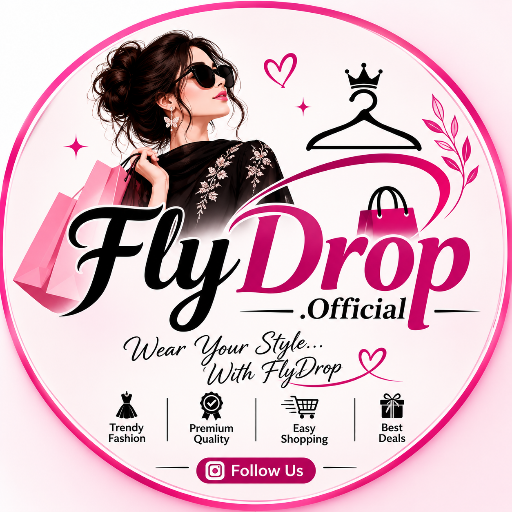 FlyDrop
.Official
Wear Your Style...
With FlyDrop
Trendy
Fashion
Premium
Quality
Easy
Shopping
Best
Deals
Follow Us